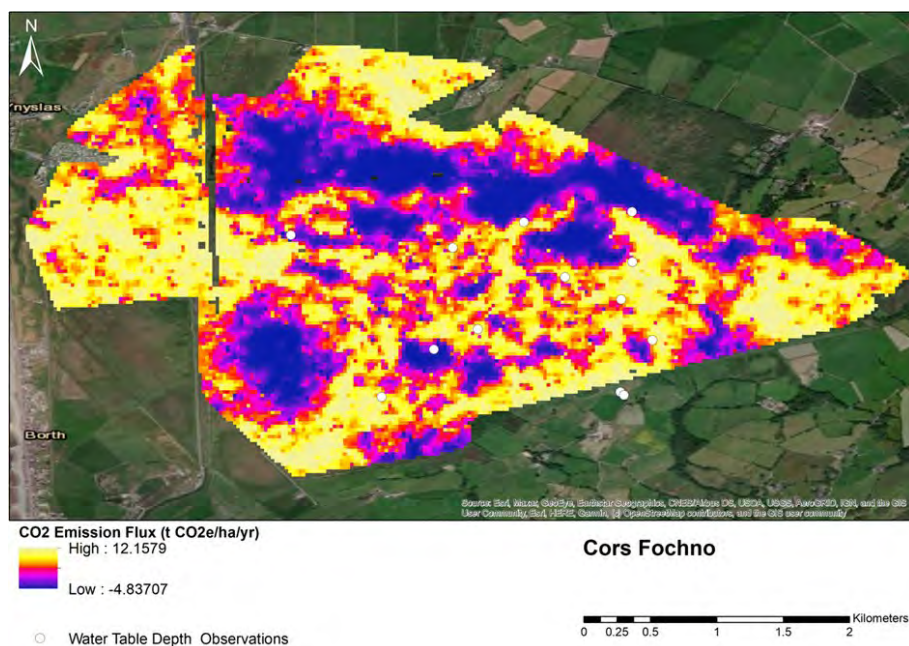 N
Ynyslas
Borth
Source: Esri, Maxar, GeoEye, Earthstar Geographics, CNES/Airbus DS, USDA, USGS, AeroGRID, IGN, and the GIS
User Community, Esri, HERE, Garmin, (c) OpenStreetMap contributors, and the GIS user community
CO2 Emission Flux (t CO2e/ha/yr)
High : 12.1579
Low : -4.83707
Water Table Depth Observations
Cors Fochno
Kilometers
0 0.25 0.5 1 1.5 2